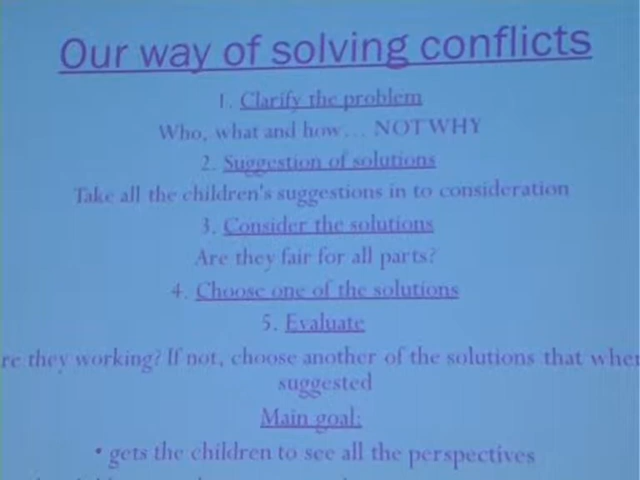 Our way of solving conflicts
1. Clarify the problem
Who, what and how... NOT WHY
2. Suggestion of solutions
Take all the children's suggestions in to consideration
3. Consider the solutions
Are they fair for all parts?
4. Choose one of the solutions
5. Evaluate
re they working? If not, choose another of the solutions that wher
suggested
Main goal:
• gets the children to see all the perspectives